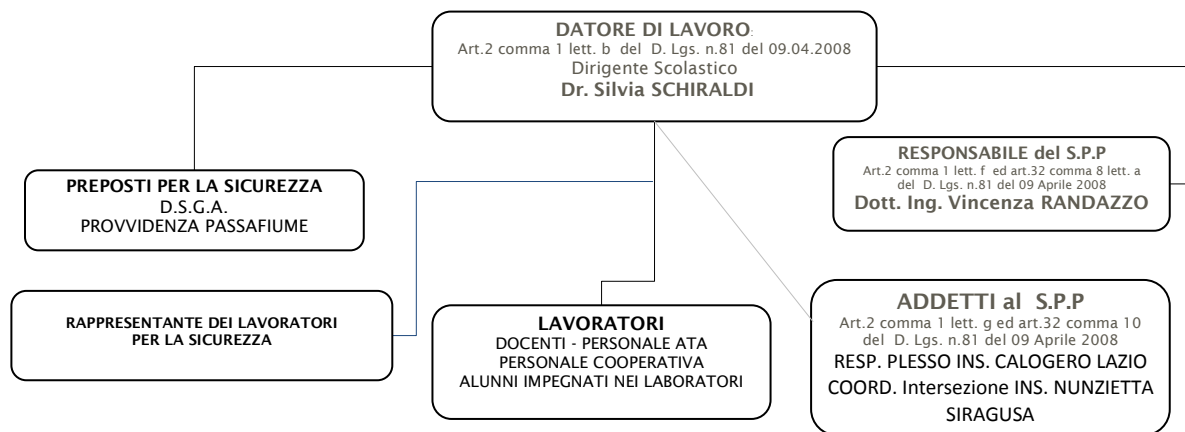 DATORE DI LAVORO:
Art.2 comma 1 lett. b del D. Lgs. n.81 del 09.04.2008
Dirigente Scolastico
Dr. Silvia SCHIRALDI
RESPONSABILE del S.P.P
Art.2 comma 1 lett. f ed art.32 comma 8 lett. a
del D. Lgs. n.81 del 09 Aprile 2008
Dott. Ing. Vincenza RANDAZZO
PREPOSTI PER LA SICUREZZA
D.S.G.A.
PROVVIDENZA PASSAFIUME
RAPPRESENTANTE DEI LAVORATORI
PER LA SICUREZZA
LAVORATORI
DOCENTI - PERSONALE ATA
PERSONALE COOPERATIVA
ALUNNI IMPEGNATI NEI LABORATORI
ADDETTI al S.P.P
Art.2 comma 1 lett. g ed art.32 comma 10
del D. Lgs. n.81 del 09 Aprile 2008
RESP. PLESSO INS. CALOGERO LAZIO
COORD. Intersezione INS. NUNZIETTA
SIRAGUSA